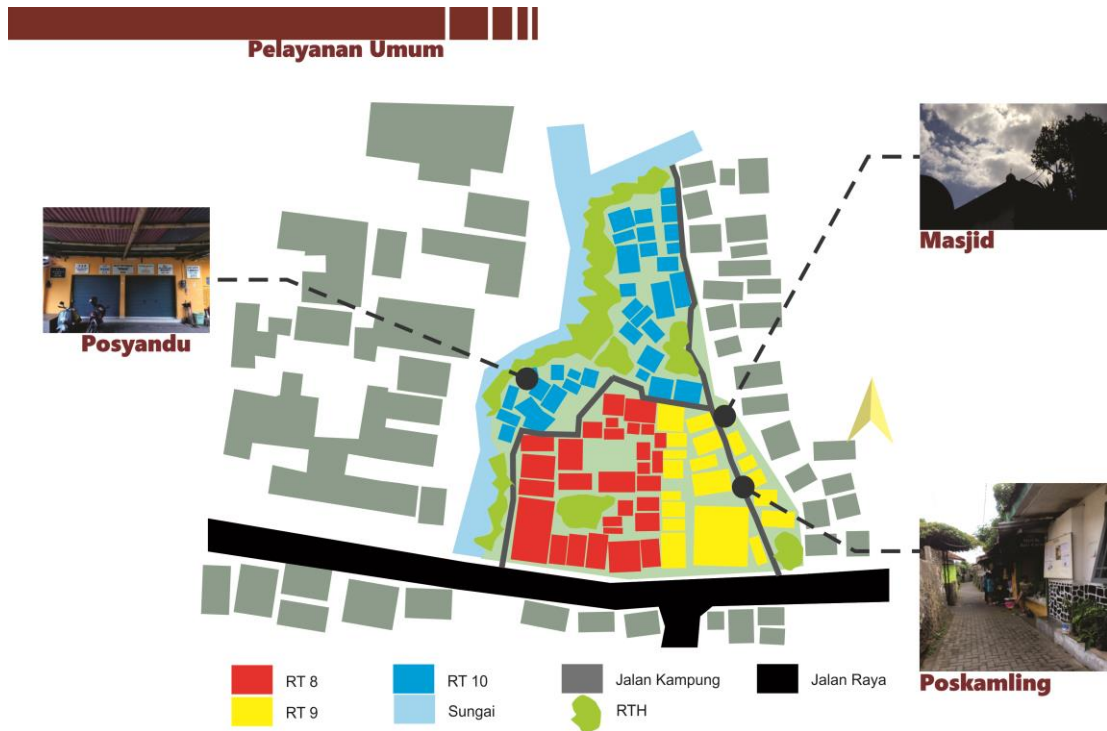 Pelayanan Umum
Masjid
Posyandu
Poskamling
RT 8
RT 10
Jalan Kampung
Jalan Raya
RT 9
Sungai
RTH